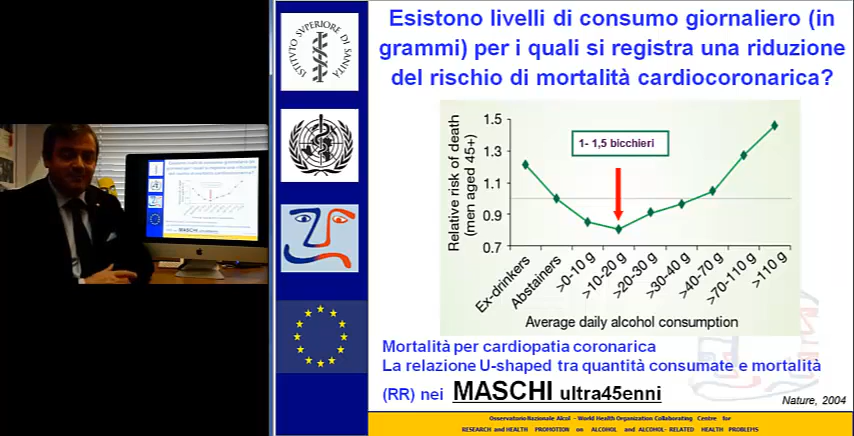 Esistono livelli di consumo giornaliero (in
grammi) per i quali si registra una riduzione
del rischio di mortalità cardiocoronarica?
ISTITVTO SVPERIORE DI SANITÀ
Relative risk of death
(men aged 45+)
1.5
1.3
1.1
0.9
0.7
1- 1,5 bicchieri
Ex-drinkers
Abstainers
>0-10 g
>10-20 g
>20-30 g
>30-40 g
>40-70 g
>70-110 g
>110 g
Average daily alcohol consumption
Mortalità per cardiopatia coronarica
La relazione U-shaped tra quantità consumate e mortalità
(RR) nei MASCHI ultra45enni
Nature, 2004
Osservatorio Nazionale Alcol - World Health Organization Collaborating Centre for
RESEARCH and HEALTH PROMOTION on ALCOHOL and ALCOHOL- RELATED HEALTH PROBLEMS